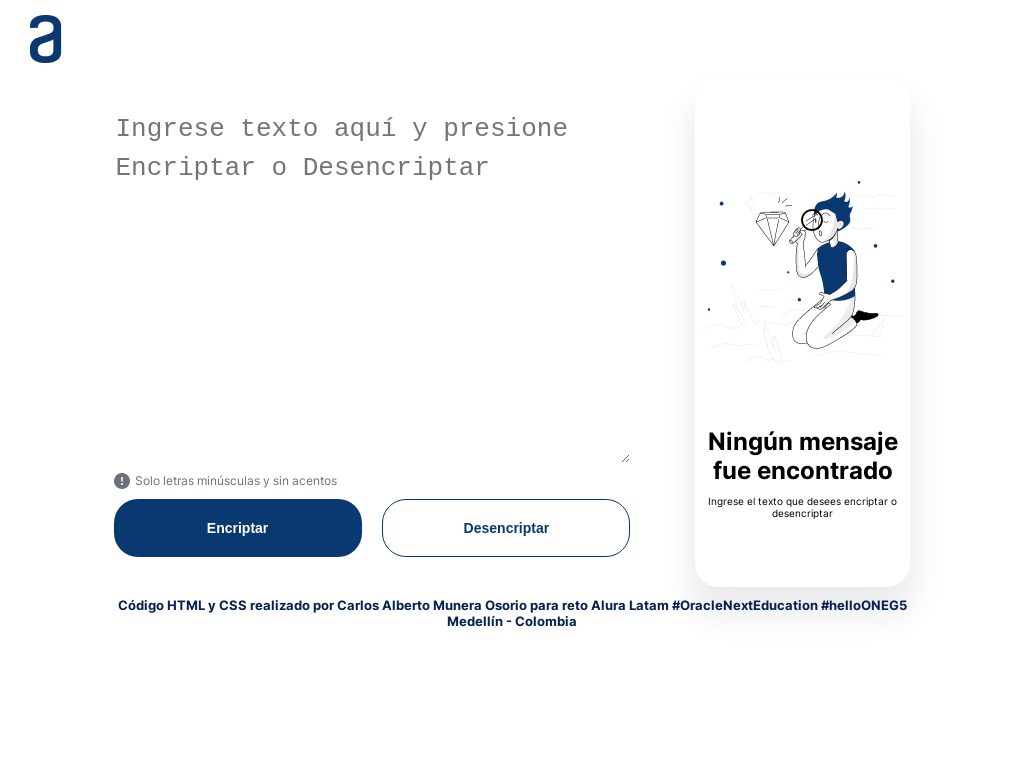 a
Ingrese texto aquí y presione
Encriptar o Desencriptar
! Solo letras minúsculas y sin acentos
Encriptar
Desencriptar
Ningún mensaje
fue encontrado
Ingrese el texto que desees encriptar o
desencriptar
Código HTML y CSS realizado por Carlos Alberto Munera Osorio para reto Alura Latam #OracleNextEducation #helloONEG5
Medellín - Colombia